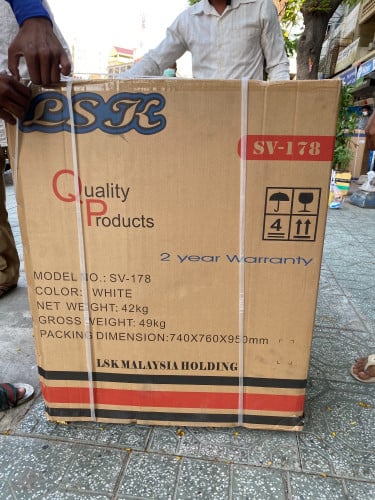 LSK
SV-178
Quality
Products
4
2 year Warranty
MODEL NO.: SV-178
COLOR: WHITE
NET WEIGHT: 42kg
GROSS WEIGHT: 49kg
PACKING DIMENSION:740X760X950mm
LSK MALAYSIA HOLDING